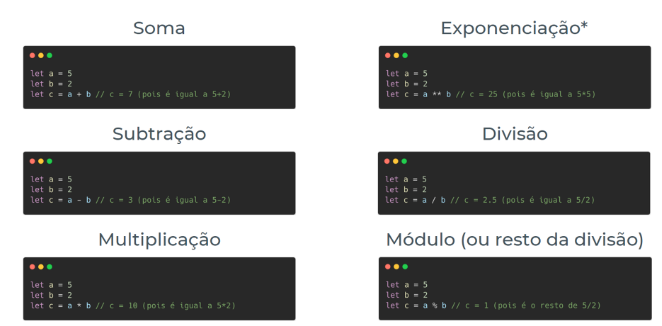 Soma
let a = 5
let b = 2
let c = a + b // c = 7 (pois é igual a 5+2)
Exponenciação*
let a = 5
let b = 2
let c = a ** b // c = 25 (pois é igual a 5*5)
Subtração
let a = 5
let b = 2
let c = a - b // c = 3 (pois é igual a 5-2)
Divisão
let a = 5
let b = 2
let c = a / b // c = 2.5 (pois é igual a 5/2)
Multiplicação
let a = 5
let b = 2
let c = a * b // c = 10 (pois é igual a 5*2)
Módulo (ou resto da divisão)
let a = 5
let b = 2
let c = a % b // c = 1 (pois é o resto de 5/2)